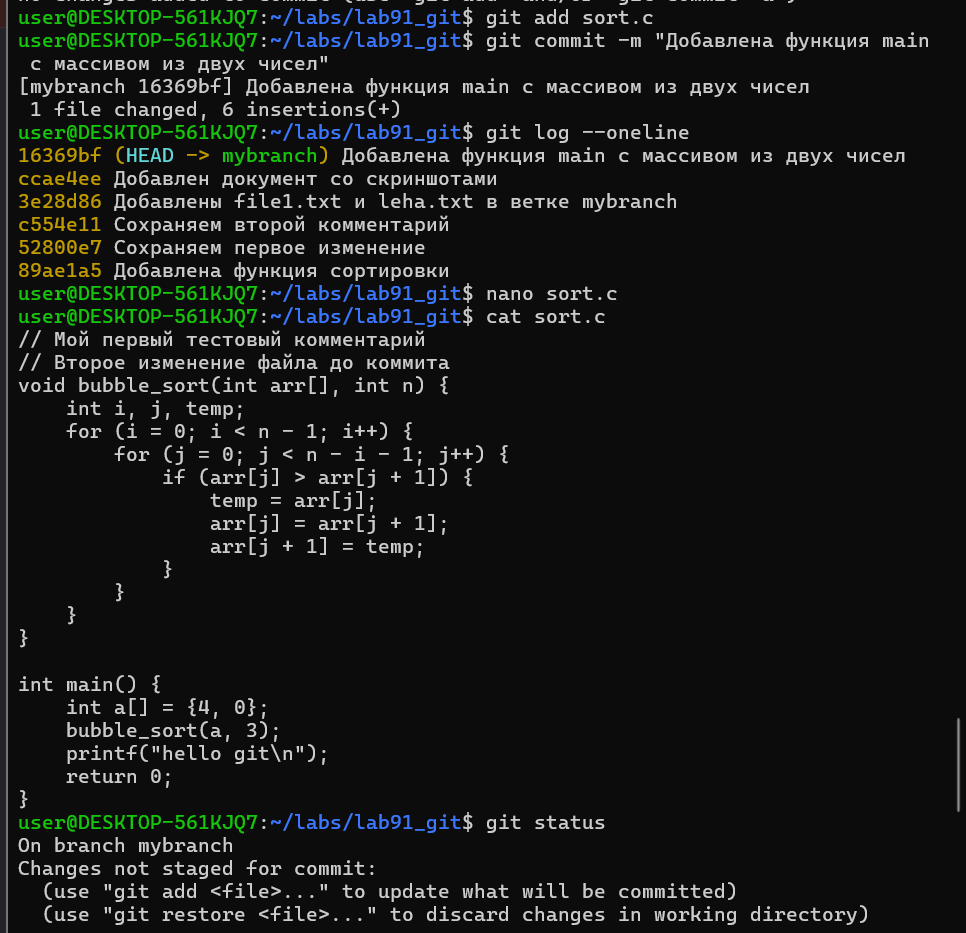 user@DESKTOP-561KJQ7:~/labs/lab91_git$ git add sort.c
user@DESKTOP-561KJQ7:~/labs/lab91_git$ git commit -m "Добавлена функция main
 с массивом из двух чисел"
[mybranch 16369bf] Добавлена функция main с массивом из двух чисел
 1 file changed, 6 insertions(+)
user@DESKTOP-561KJQ7:~/labs/lab91_git$ git log --oneline
16369bf (HEAD -> mybranch) Добавлена функция main с массивом из двух чисел
ccae4ee Добавлен документ со скриншотами
3e28d86 Добавлены file1.txt и leha.txt в ветке mybranch
c554e11 Сохраняем второй комментарий
52800e7 Сохраняем первое изменение
89ae1a5 Добавлена функция сортировки
user@DESKTOP-561KJQ7:~/labs/lab91_git$ nano sort.c
user@DESKTOP-561KJQ7:~/labs/lab91_git$ cat sort.c
// Мой первый тестовый комментарий
// Второе изменение файла до коммита
void bubble_sort(int arr[], int n) {
    int i, j, temp;
    for (i = 0; i < n - 1; i++) {
        for (j = 0; j < n - i - 1; j++) {
            if (arr[j] > arr[j + 1]) {
                temp = arr[j];
                arr[j] = arr[j + 1];
                arr[j + 1] = temp;
            }
        }
    }
}

int main() {
    int a[] = {4, 0};
    bubble_sort(a, 3);
    printf("hello git\n");
    return 0;
}
user@DESKTOP-561KJQ7:~/labs/lab91_git$ git status
On branch mybranch
Changes not staged for commit:
  (use "git add <file>..." to update what will be committed)
  (use "git restore <file>..." to discard changes in working directory)